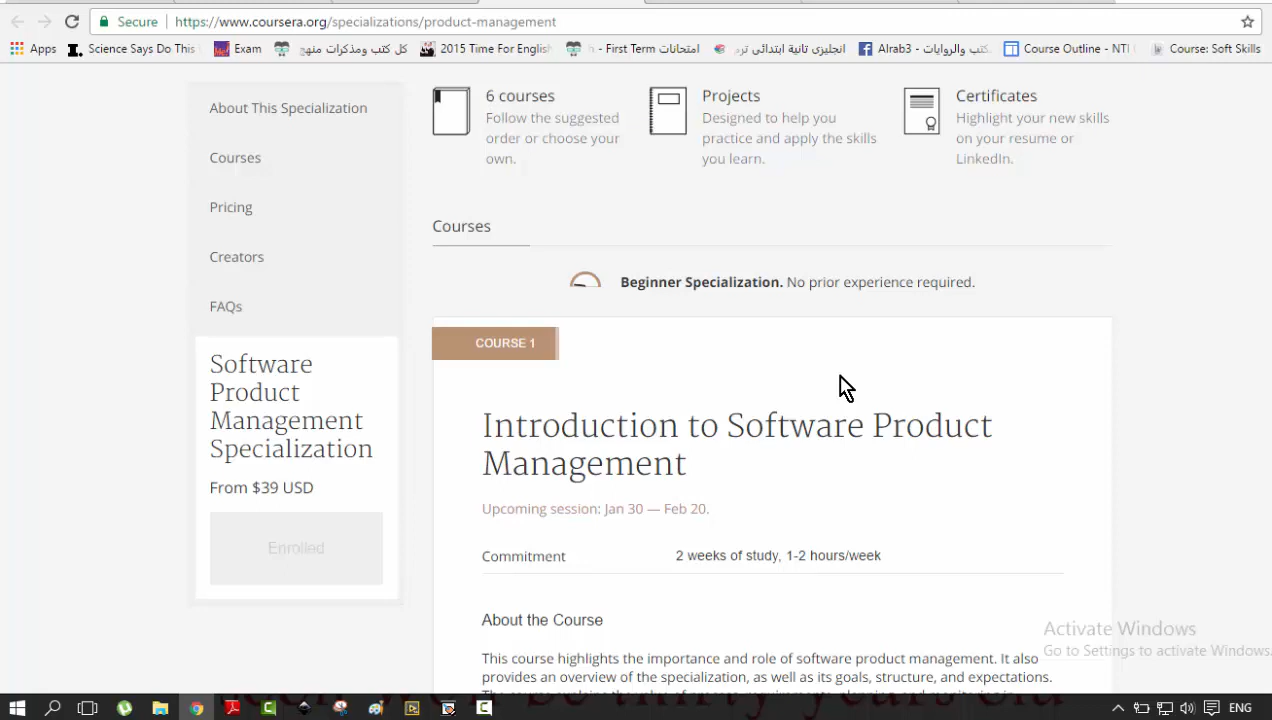 Secure https://www.coursera.org/specializations/product-management
Apps Science Says Do This Exam كل كتب ومذكرات منهج 2015 Time For English - First Term امتحانات انجليزى ثانية ابتدائى ترم Alrab3 كتب والروايات Course Outline - NTI Course: Soft Skills
About This Specialization
Courses
Pricing
Creators
FAQs
Software
Product
Management
Specialization
From $39 USD
Enrolled
6 courses
Follow the suggested
order or choose your
own.
Projects
Designed to help you
practice and apply the skills
you learn.
Certificates
Highlight your new skills
on your resume or
LinkedIn.
Courses
Beginner Specialization. No prior experience required.
COURSE 1
Introduction to Software Product
Management
Upcoming session: Jan 30 — Feb 20.
Commitment 2 weeks of study, 1-2 hours/week
About the Course
This course highlights the importance and role of software product management. It also
provides an overview of the specialization, as well as its goals, structure, and expectations.
Activate Windows
Go to Settings to activate Windows.
ENG